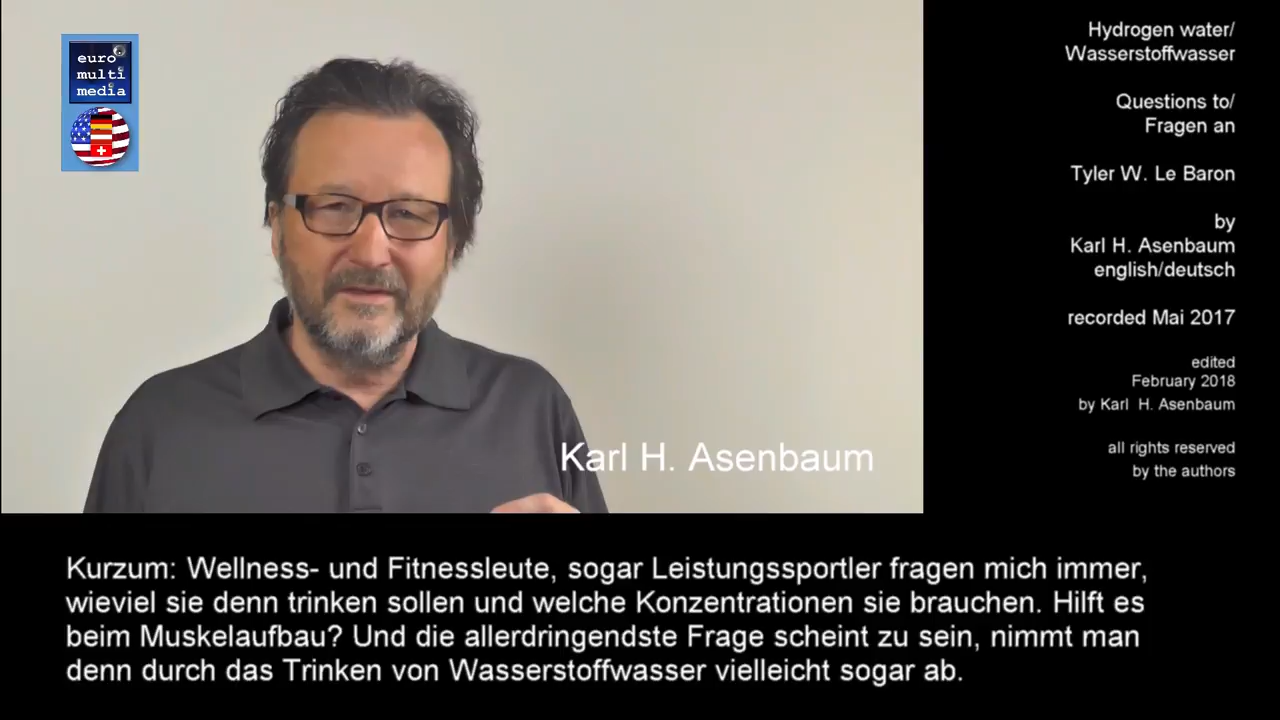 euro
multi
media
Karl H. Asenbaum
Hydrogen water/
Wasserstoffwasser
Questions to/
Fragen an
Tyler W. Le Baron
by
Karl H. Asenbaum
english/deutsch
recorded Mai 2017
edited
February 2018
by Karl H. Asenbaum
all rights reserved
by the authors
Kurzum: Wellness- und Fitnessleute, sogar Leistungssportler fragen mich immer,
wieviel sie denn trinken sollen und welche Konzentrationen sie brauchen. Hilft es
beim Muskelaufbau? Und die allerdringendste Frage scheint zu sein, nimmt man
denn durch das Trinken von Wasserstoffwasser vielleicht sogar ab.